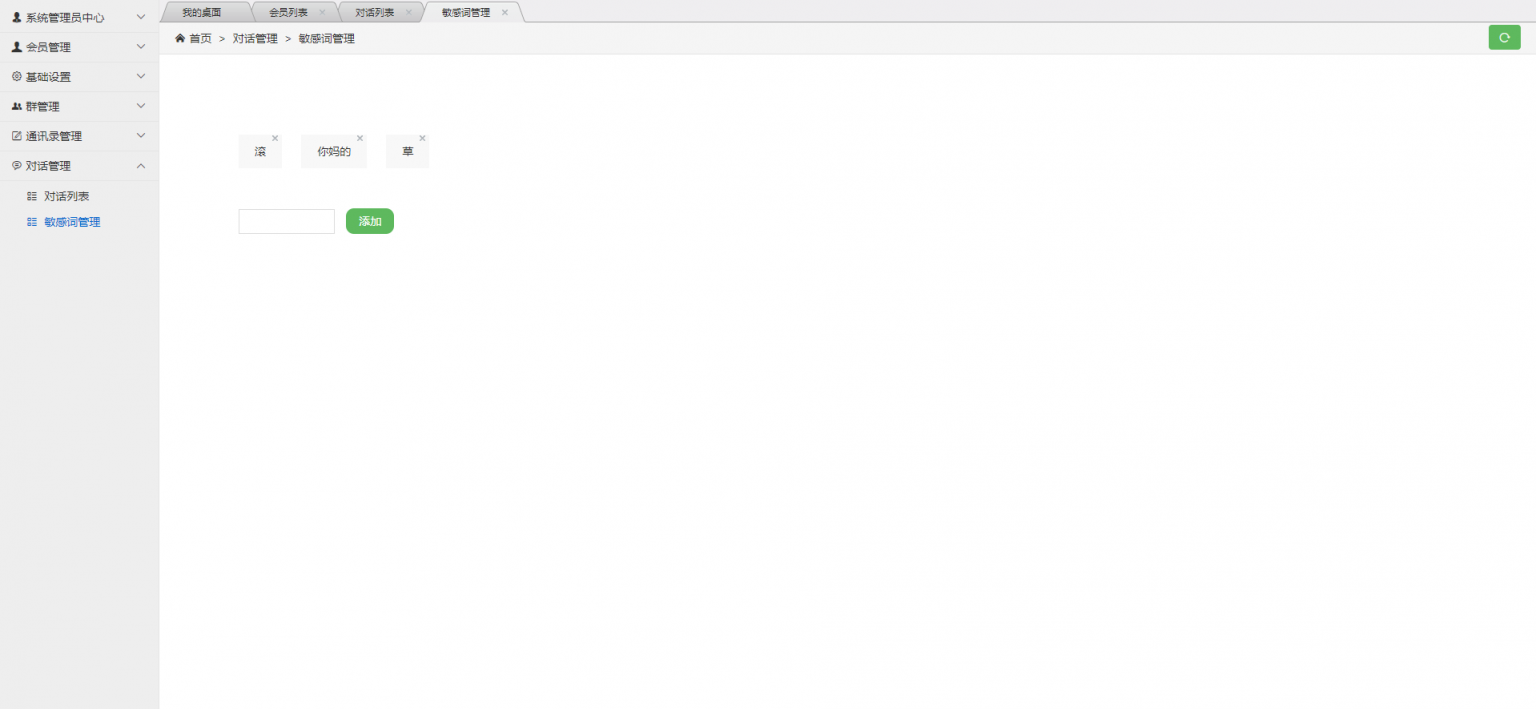 系统管理员中心
会员管理
基础设置
群管理
通讯录管理
对话管理
对话列表
敏感词管理
我的桌面 会员列表 对话列表 敏感词管理
首页 > 对话管理 > 敏感词管理
滚 你妈的 草
添加